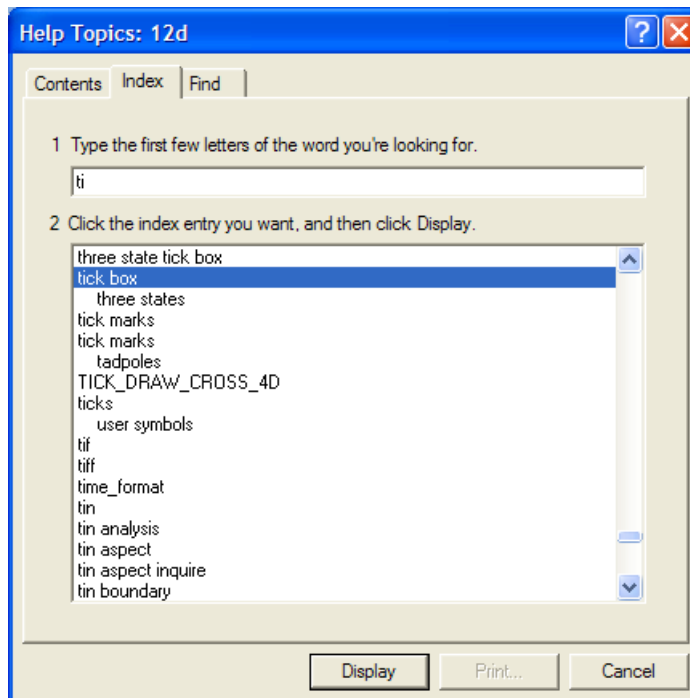 Help Topics: 12d
Contents Index Find
1 Type the first few letters of the word you're looking for.
ti
2 Click the index entry you want, and then click Display.
three state tick box
tick box
three states
tick marks
tick marks
tadpoles
TICK_DRAW_CROSS_4D
ticks
user symbols
tif
tiff
time_format
tin
tin analysis
tin aspect
tin aspect inquire
tin boundary
Display Print... Cancel